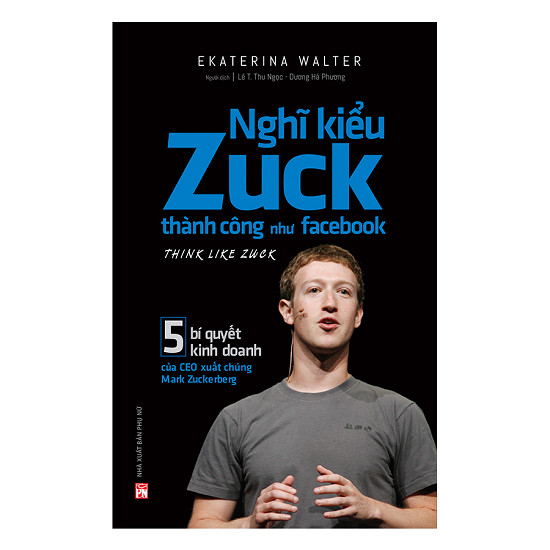 EKATERINA WALTER
Người dịch | Lê T. Thu Ngọc - Dương Hà Phương
Nghĩ kiểu
Zuck
thành công như facebook
THINK LIKE ZUCK
5 bí quyết
kinh doanh
của CEO xuất chúng
Mark Zuckerberg
NHÀ XUẤT BẢN PHỤ NỮ
PN